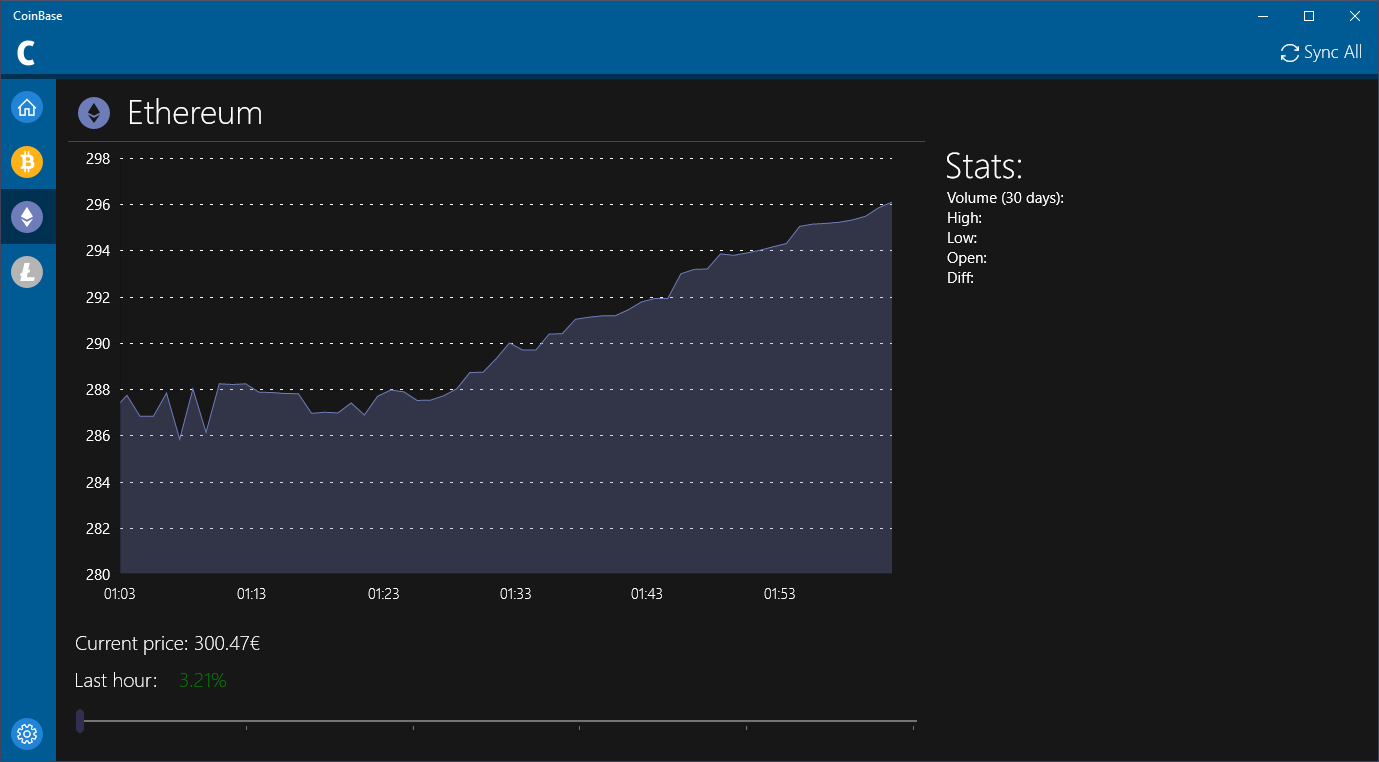 CoinBase
C
Sync All
Ethereum
298
296
294
292
290
288
286
284
282
280
01:03 01:13 01:23 01:33 01:43 01:53
Stats:
Volume (30 days):
High:
Low:
Open:
Diff:
Current price: 300.47€
Last hour: 3.21%